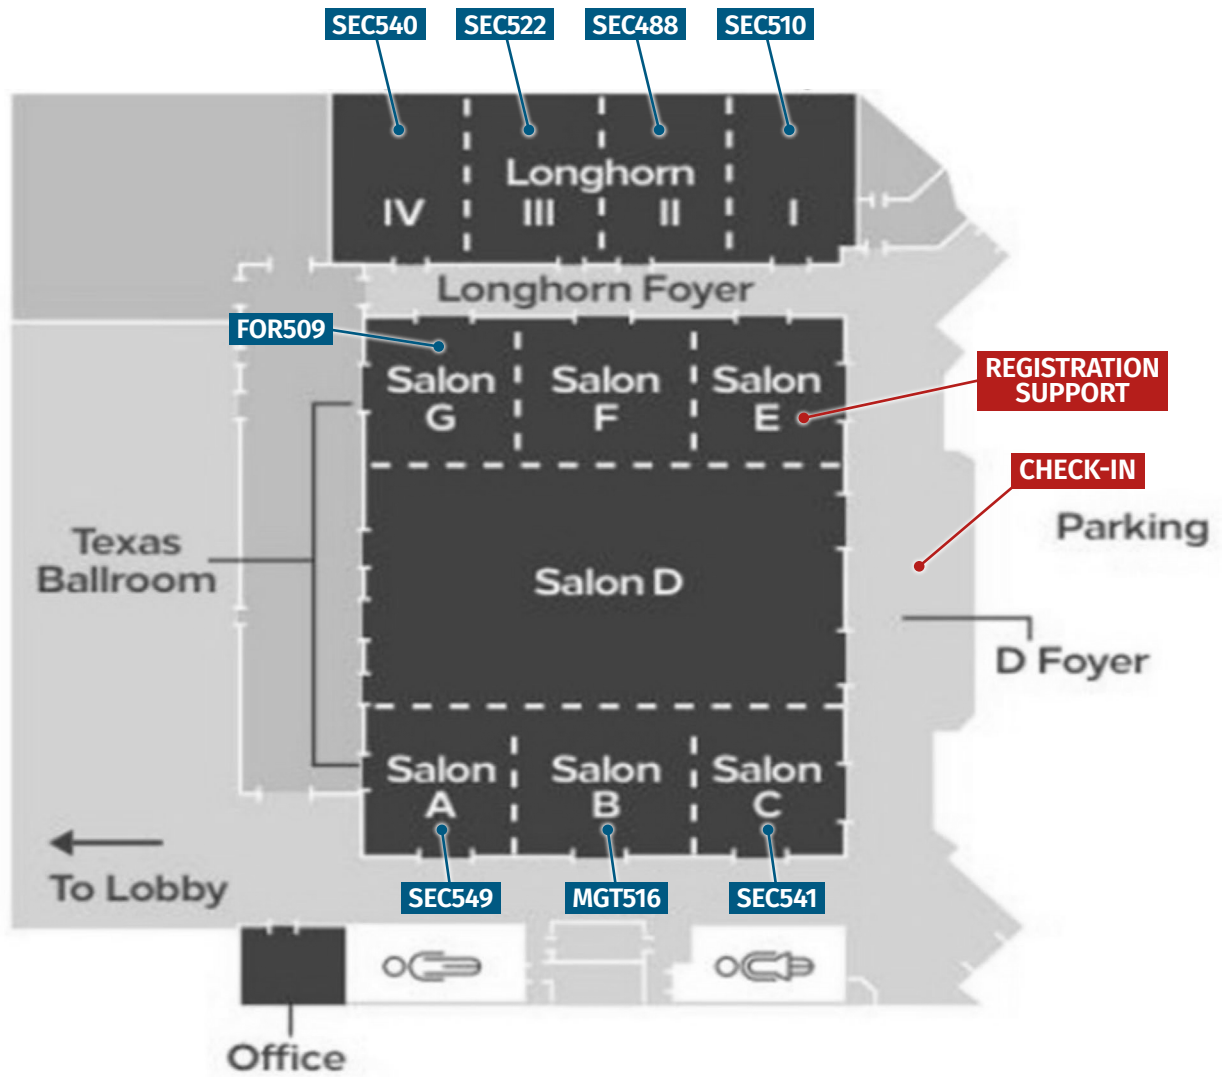 SEC540
SEC522
SEC488
SEC510
Longhorn
IV
III
II
I
Longhorn Foyer
FOR509
Salon
G
Salon
F
Salon
E
REGISTRATION
SUPPORT
CHECK-IN
Parking
Texas
Ballroom
Salon D
D Foyer
Salon
A
Salon
B
Salon
C
To Lobby
SEC549
MGT516
SEC541
Office